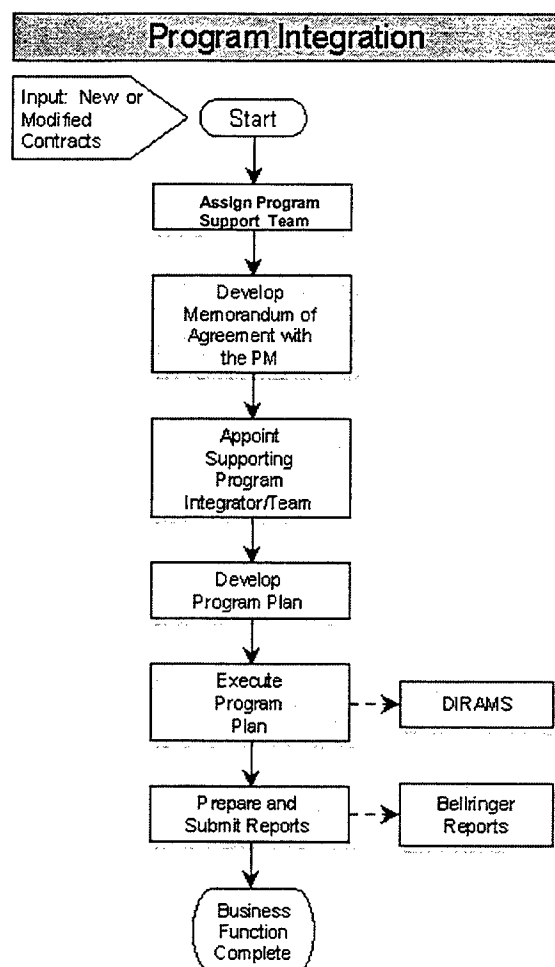 Program Integration
Input: New or
Modified
Contracts
Start
Assign Program
Support Team
Develop
Memorandum of
Agreement with
the PM
Appoint
Supporting
Program
Integrator/Team
Develop
Program Plan
Execute
Program
Plan
DIRAMS
Prepare and
Submit Reports
Bellringer
Reports
Business
Function
Complete